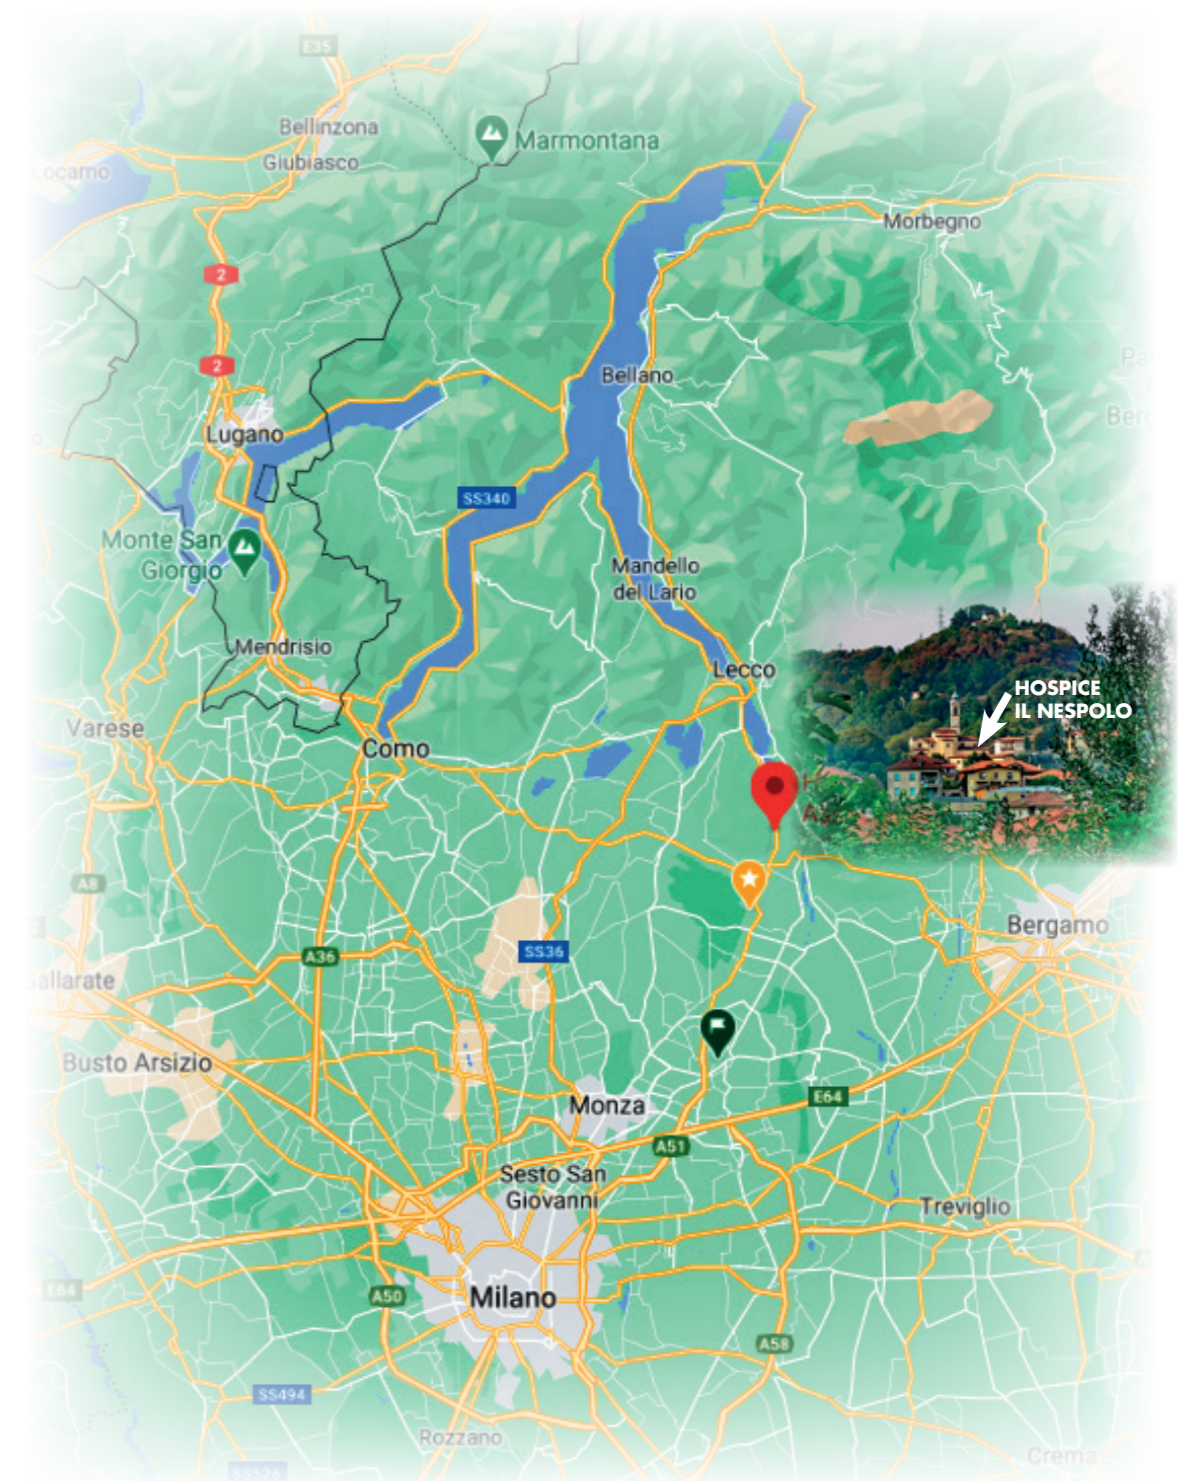 E35
Bellinzona
Giubiasco
Marmontana
Locarno
Morbegno
2
2
Bellano
Lugano
SS340
Monte San
Giorgio
Mandello
del Lario
Mendrisio
Lecco
HOSPICE
IL NESPOLO
Varese
Como
A8
Bergamo
A36
SS36
Gallarate
Busto Arsizio
Monza
E64
A51
Sesto San
Giovanni
Treviglio
E64
A50
Milano
A58
SS494
Rozzano
Crema
SS526